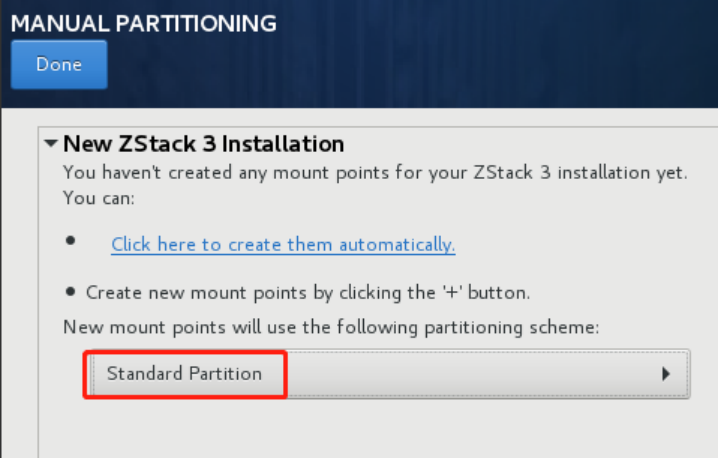 MANUAL PARTITIONING
Done
New ZStack 3 Installation
You haven't created any mount points for your ZStack 3 installation yet.
You can:
Click here to create them automatically.
Create new mount points by clicking the '+' button.
New mount points will use the following partitioning scheme:
Standard Partition